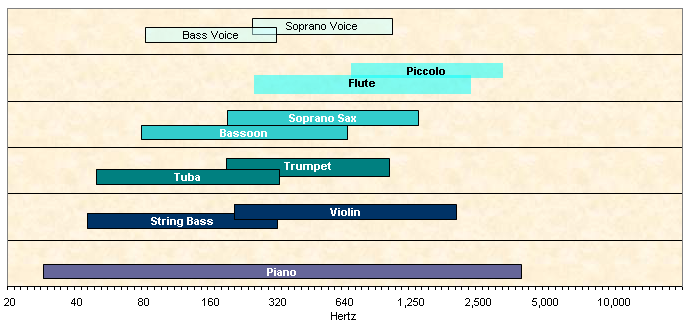 Soprano Voice
Bass Voice
Piccolo
Flute
Soprano Sax
Bassoon
Trumpet
Tuba
Violin
String Bass
Piano
20 40 80 160 320 640 1,250 2,500 5,000 10,000
Hertz